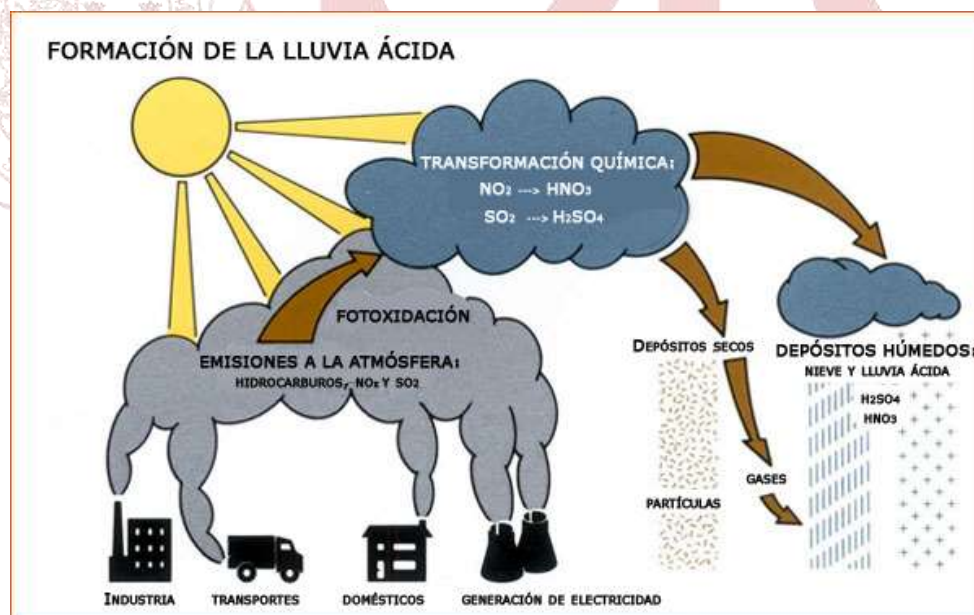 FORMACIÓN DE LA LLUVIA ÁCIDA
TRANSFORMACIÓN QUÍMICA:
NO₂ ---> HNO₃
SO₂ ---> H₂SO₄
FOTOXIDACIÓN
EMISIONES A LA ATMÓSFERA:
HIDROCARBUROS, NOx Y SO₂
DEPÓSITOS SECOS
DEPÓSITOS HÚMEDOS:
NIEVE Y LLUVIA ÁCIDA
H2SO4
HNO3
GASES
PARTÍCULAS
INDUSTRIA
TRANSPORTES
DOMÉSTICOS
GENERACIÓN DE ELECTRICIDAD